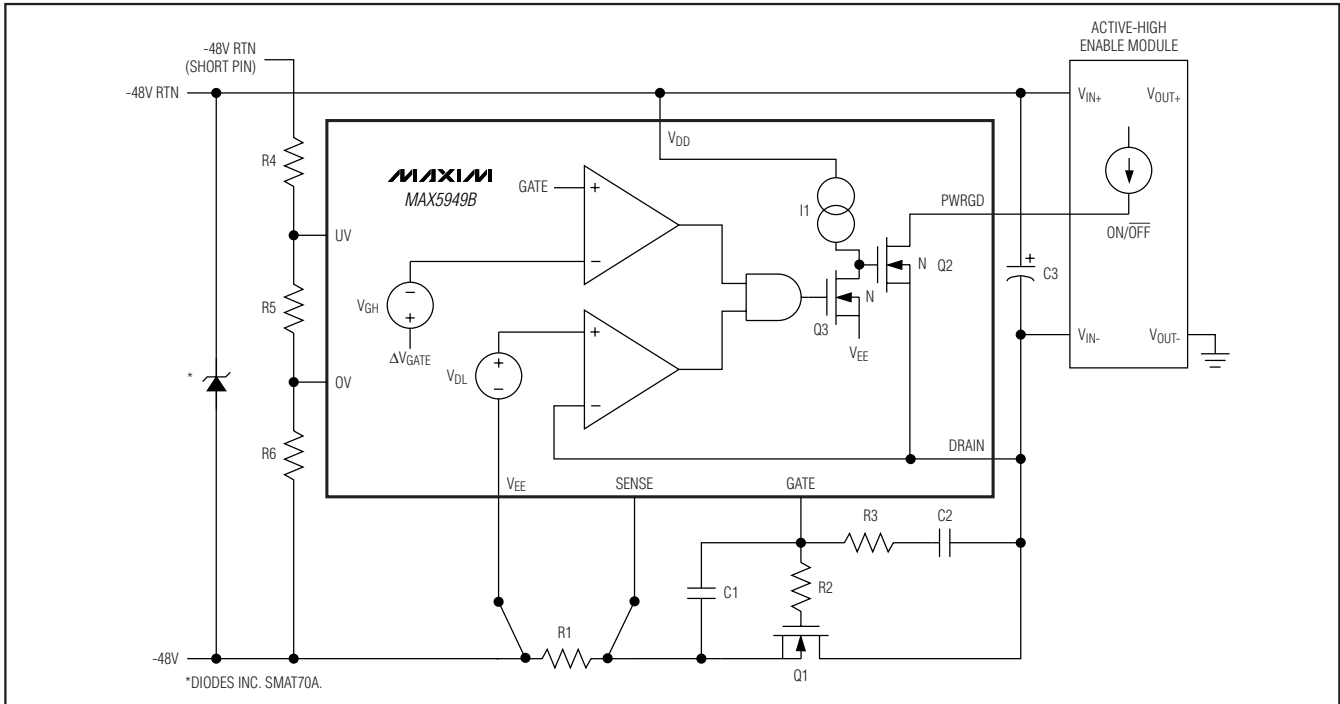 ACTIVE-HIGH
ENABLE MODULE
-48V RTN
(SHORT PIN)
-48V RTN
VIN+
VOUT+
VDD
R4
MAXIM
MAX5949B
GATE
+
−
I1
PWRGD
ON/OFF
UV
N
Q2
+
C3
R5
VGH
−
+
N
Q3
VEE
VIN-
VOUT-
ΔVGATE
+
−
VDL
+
−
*
OV
R6
DRAIN
VEE
SENSE
GATE
R3
C2
C1
R2
R1
-48V
Q1
*DIODES INC. SMAT70A.